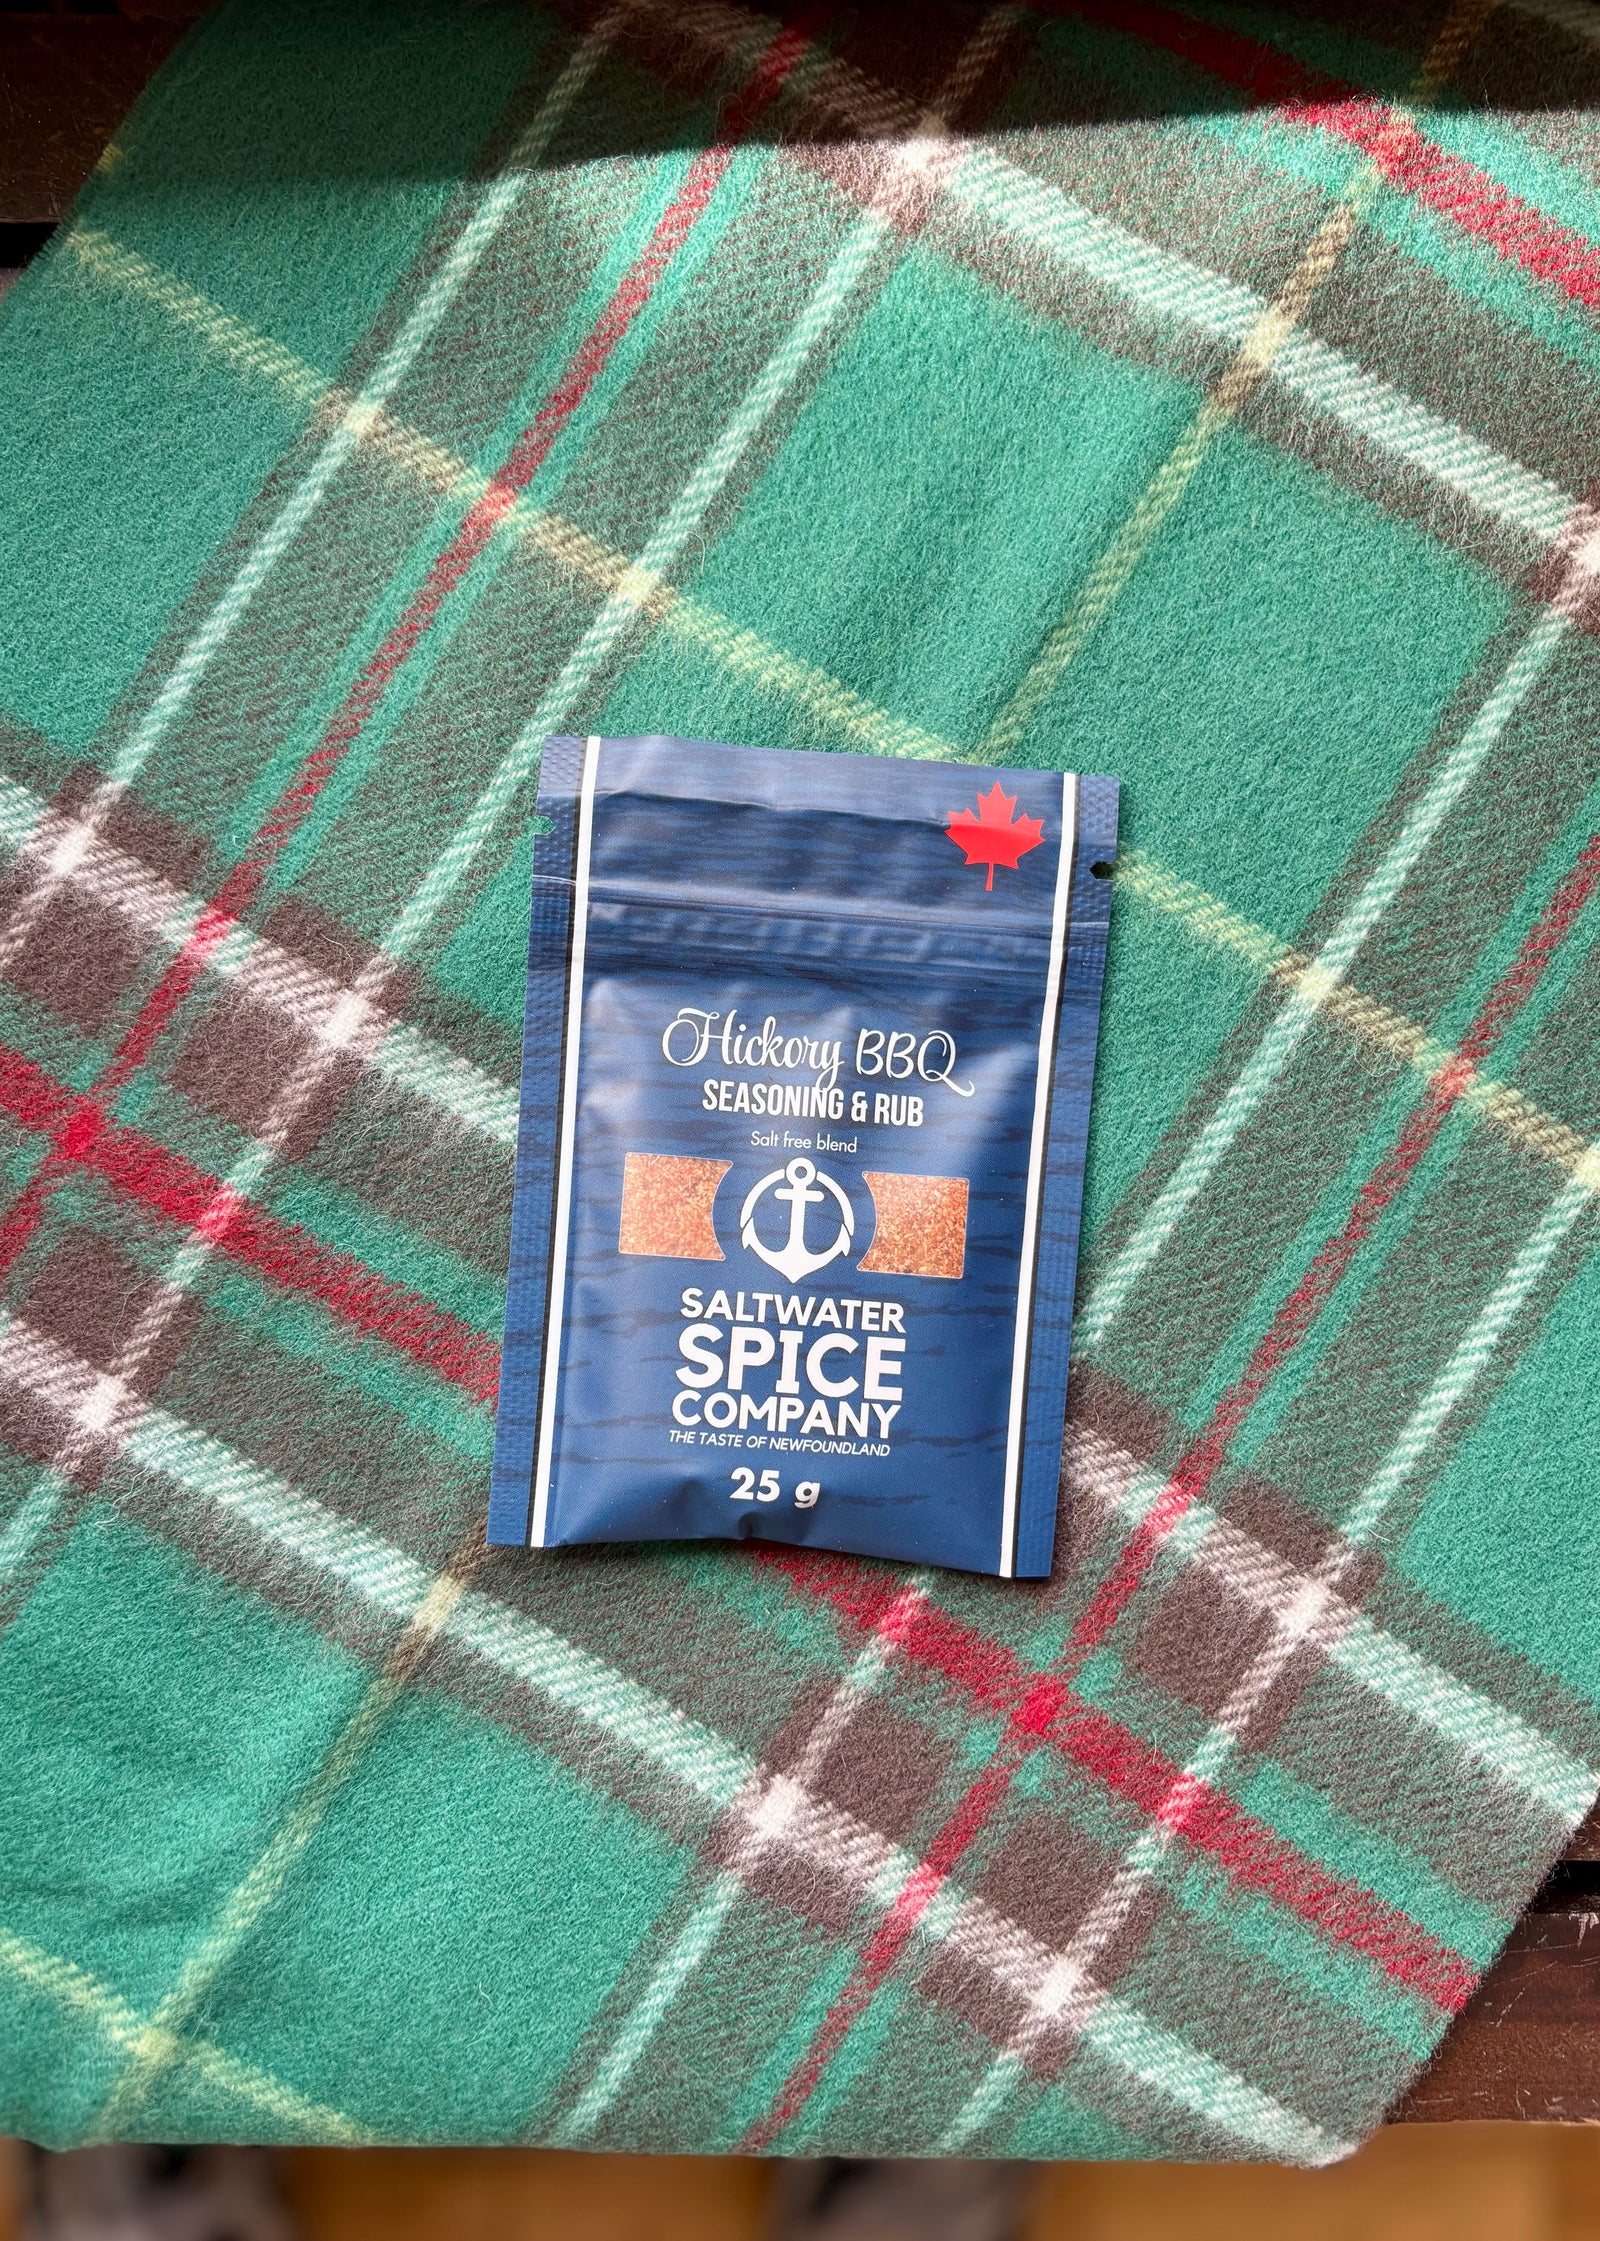 Hickory BBQ
SEASONING & RUB
Salt free blend
SALTWATER
SPICE
COMPANY
THE TASTE OF NEWFOUNDLAND
25 g